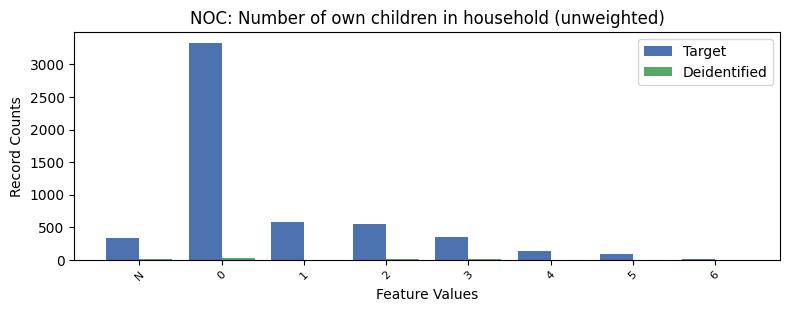 NOC: Number of own children in household (unweighted)
Target
Deidentified
Record Counts
3000
2500
2000
1500
1000
500
0
N 0 1 2 3 4 5 6
Feature Values